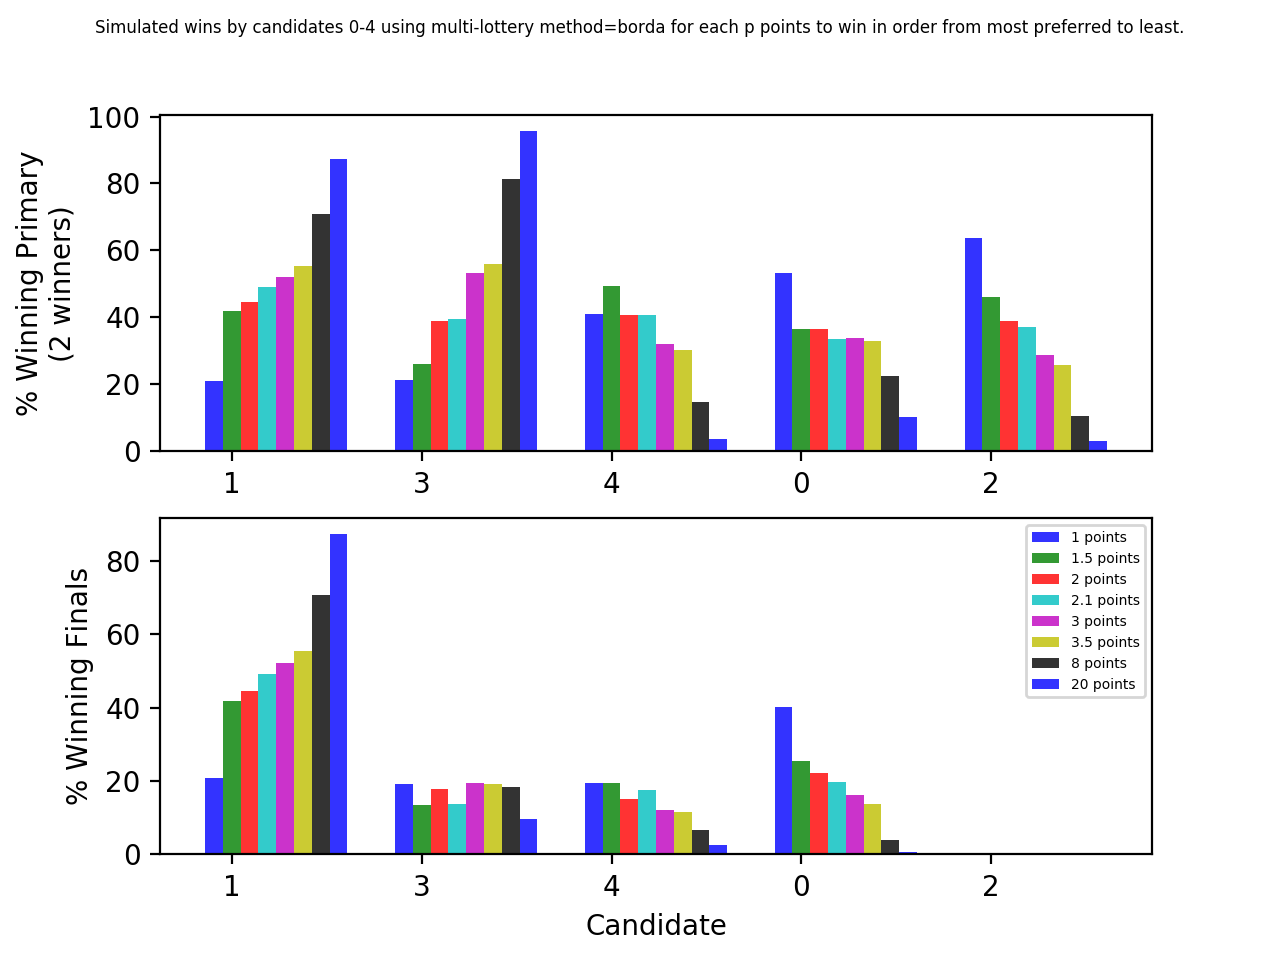 Simulated wins by candidates 0-4 using multi-lottery method=borda for each p points to win in order from most preferred to least.
% Winning Primary
(2 winners)
100
80
60
40
20
0
1 3 4 0 2
% Winning Finals
80
60
40
20
0
1 points
1.5 points
2 points
2.1 points
3 points
3.5 points
8 points
20 points
1 3 4 0 2
Candidate